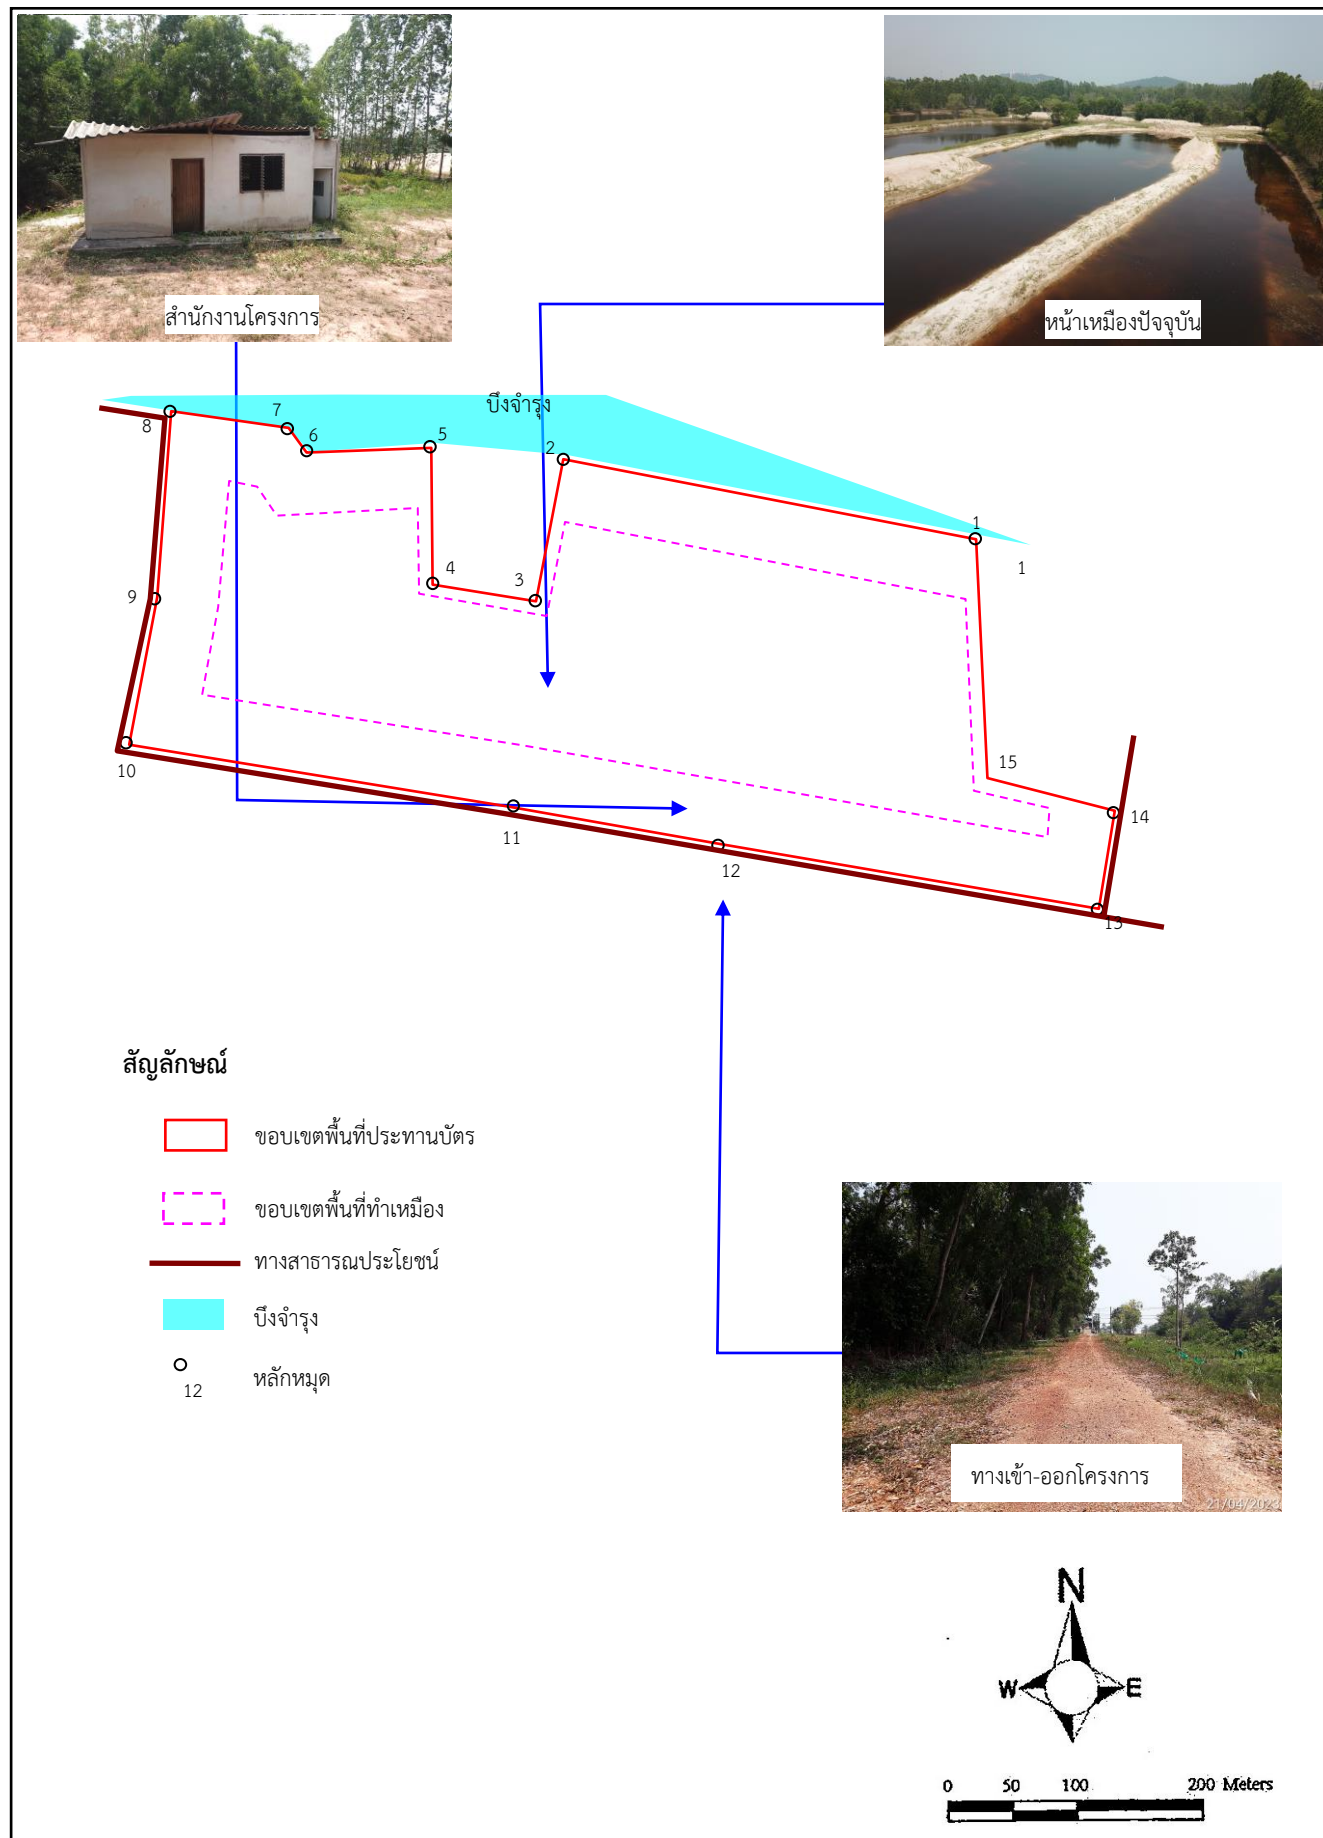 สำนักงานโครงการ
หน้าเหมืองปัจจุบัน
บึงจำรุง
7
8
6
5
2
1
1
4
3
9
15
10
14
11
12
13
สัญลักษณ์
ขอบเขตพื้นที่ประทานบัตร
ขอบเขตพื้นที่ทำเหมือง
ทางสาธารณประโยชน์
บึงจำรุง
12 หลักหมุด
ทางเข้า-ออกโครงการ
21/04/2023
N
W E
0 50 100 200 Meters